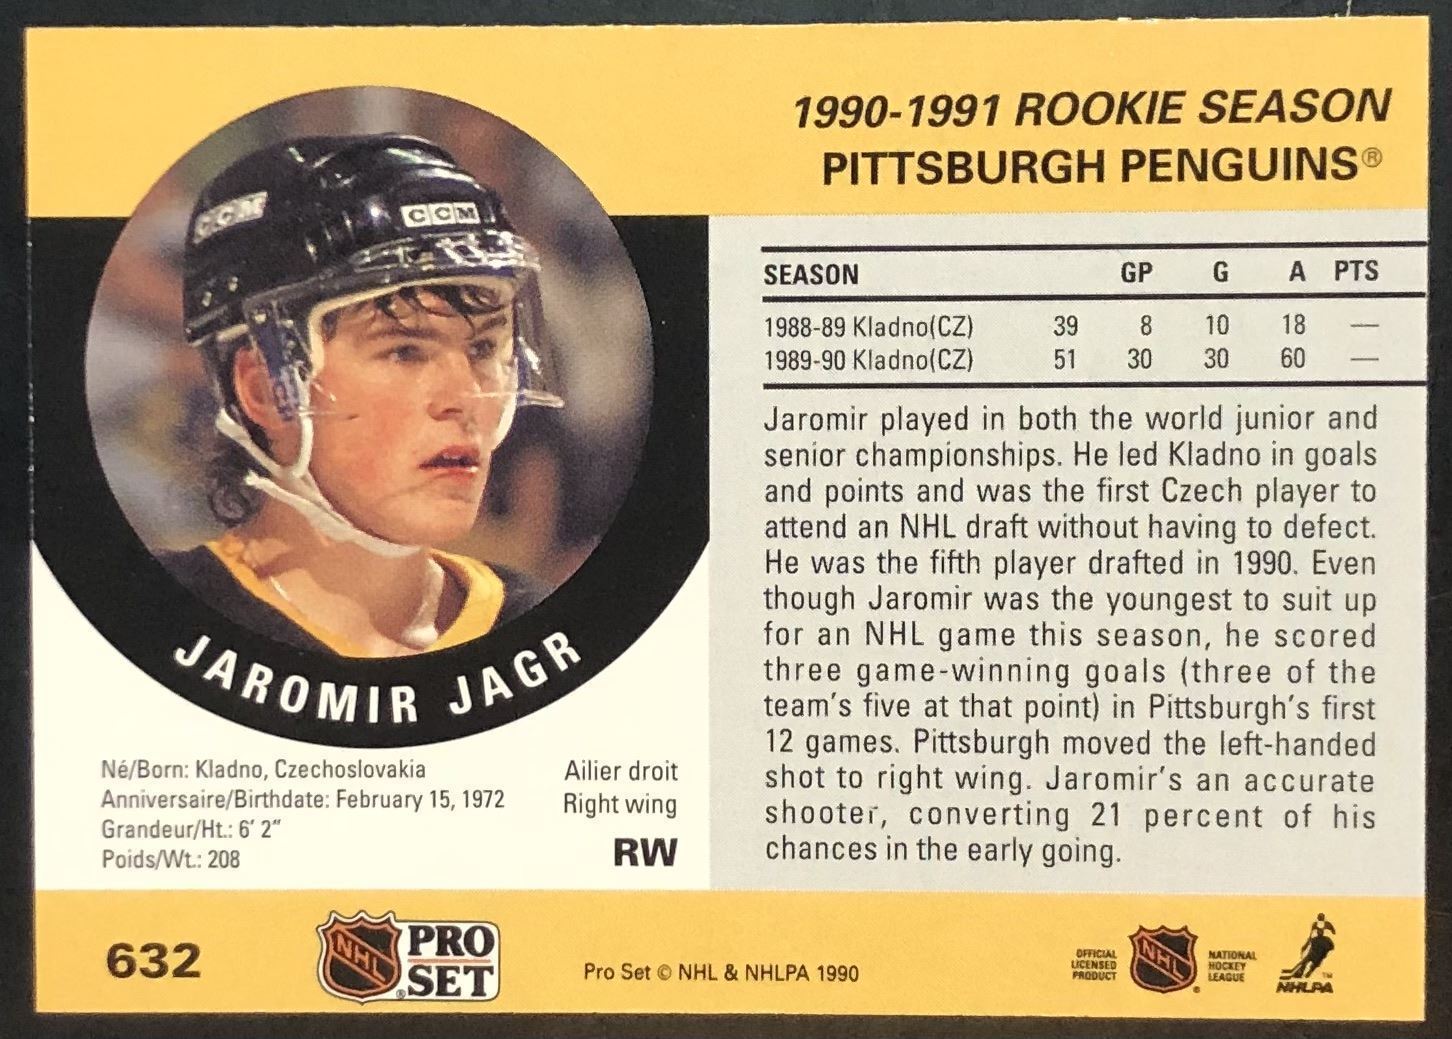 1990-1991 ROOKIE SEASON
PITTSBURGH PENGUINS®
CCM
CCM
JAROMIR JAGR
Né/Born: Kladno, Czechoslovakia
Anniversaire/Birthdate: February 15, 1972
Grandeur/Ht.: 6' 2"
Poids/Wt.: 208
Ailier droit
Right wing
RW
SEASON GP G A PTS
1988-89 Kladno(CZ) 39 8 10 18 —
1989-90 Kladno(CZ) 51 30 30 60 —
Jaromir played in both the world junior and
senior championships. He led Kladno in goals
and points and was the first Czech player to
attend an NHL draft without having to defect.
He was the fifth player drafted in 1990. Even
though Jaromir was the youngest to suit up
for an NHL game this season, he scored
three game-winning goals (three of the
team's five at that point) in Pittsburgh's first
12 games. Pittsburgh moved the left-handed
shot to right wing. Jaromir's an accurate
shooter, converting 21 percent of his
chances in the early going.
632
NHL
PRO
SET
®
Pro Set © NHL & NHLPA 1990
OFFICIAL
LICENSED
PRODUCT
NHL
®
NATIONAL
HOCKEY
LEAGUE
™
NHLPA